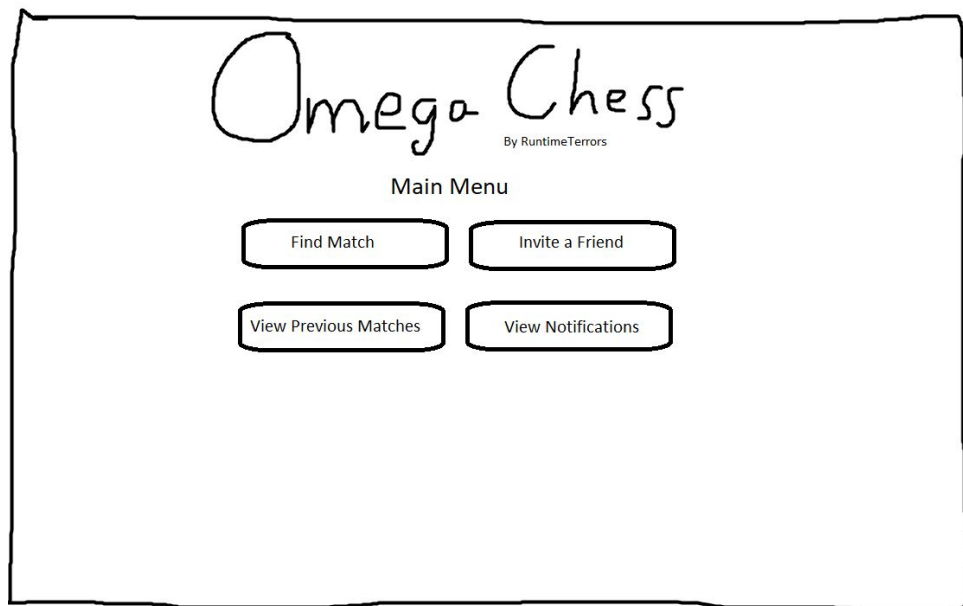 Omega Chess
By RuntimeTerrors
Main Menu
Find Match
Invite a Friend
View Previous Matches
View Notifications